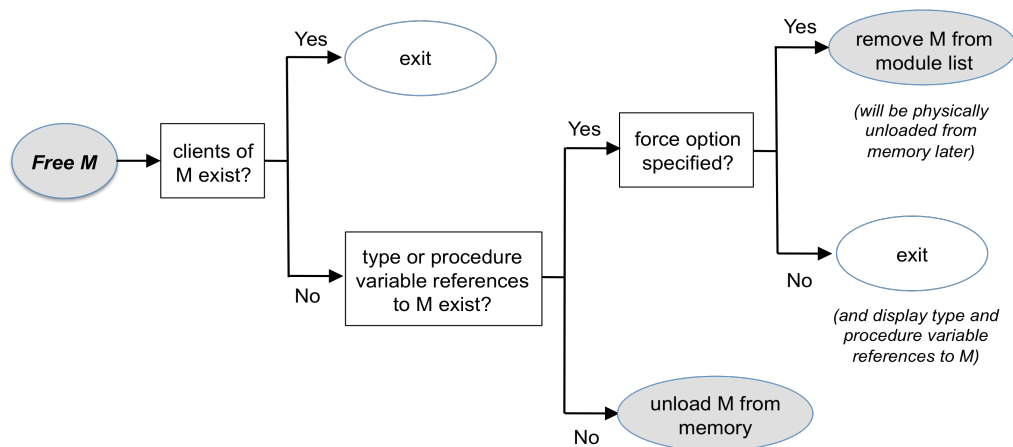 Free M
clients of
M exist?
Yes
exit
No
type or procedure
variable references
to M exist?
Yes
force option
specified?
Yes
remove M from
module list
(will be physically
unloaded from
memory later)
No
exit
(and display type and
procedure variable
references to M)
No
unload M from
memory